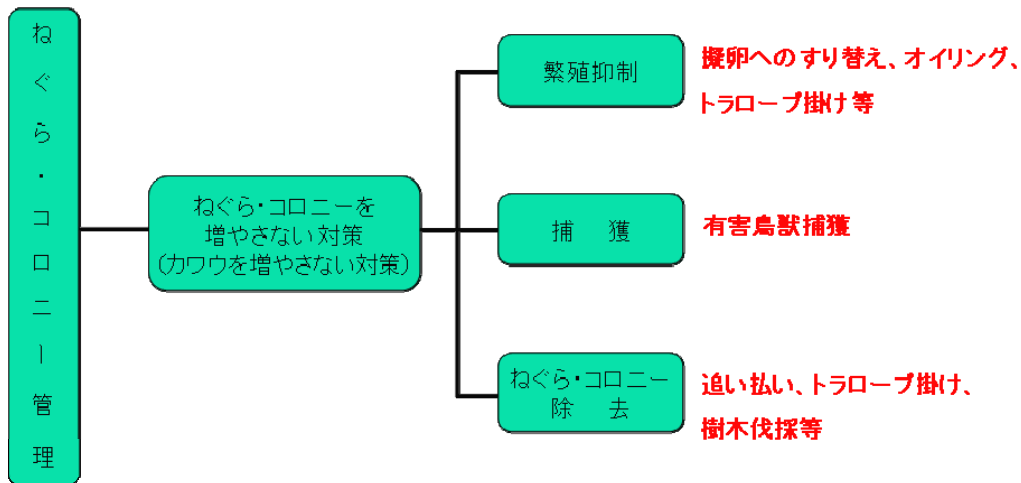 ねぐら・コロニー管理
ねぐら・コロニーを
増やさない対策
(カワウを増やさない対策)
繁殖抑制
擬卵へのすり替え、オイリング、
トラロープ掛け等
捕　獲
有害鳥獣捕獲
ねぐら・コロニー
除　去
追い払い、トラロープ掛け、
樹木伐採等